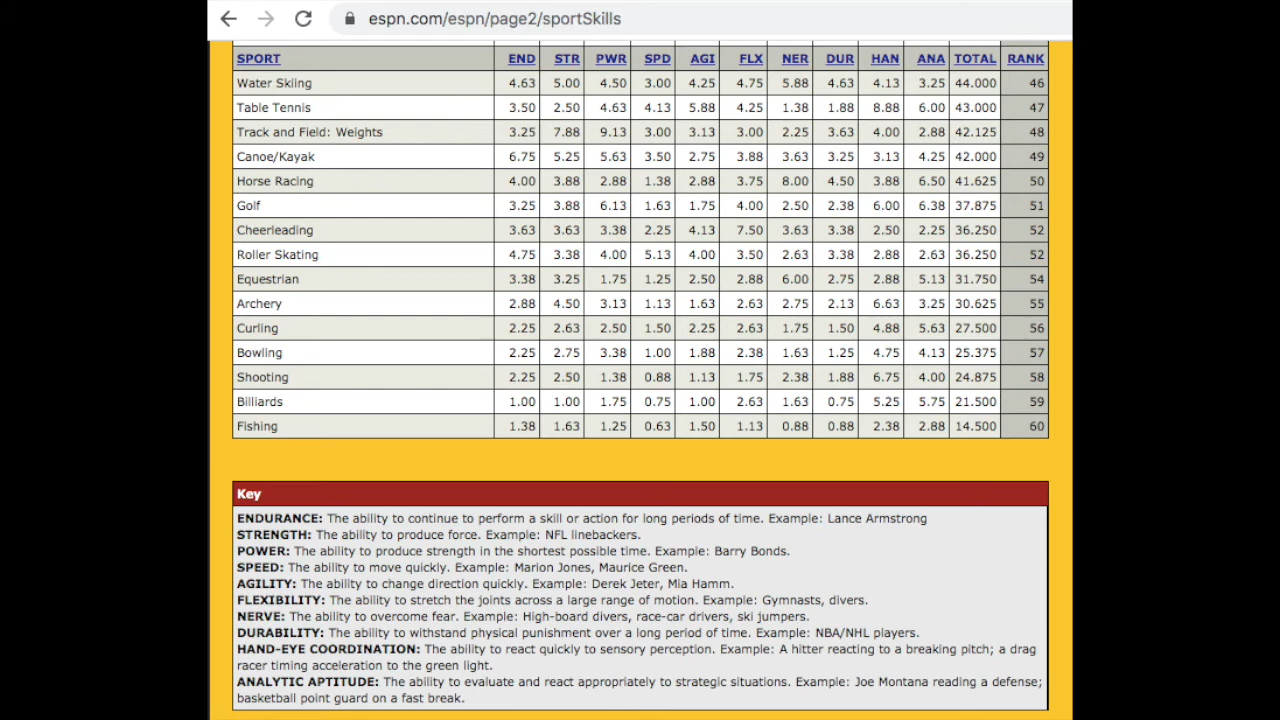 espn.com/espn/page2/sportSkills
SPORT END STR PWR SPD AGI FLX NER DUR HAN ANA TOTAL RANK
Water Skiing 4.63 5.00 4.50 3.00 4.25 4.75 5.88 4.63 4.13 3.25 44.000 46
Table Tennis 3.50 2.50 4.63 4.13 5.88 4.25 1.38 1.88 8.88 6.00 43.000 47
Track and Field: Weights 3.25 7.88 9.13 3.00 3.13 3.00 2.25 3.63 4.00 2.88 42.125 48
Canoe/Kayak 6.75 5.25 5.63 3.50 2.75 3.88 3.63 3.25 3.13 4.25 42.000 49
Horse Racing 4.00 3.88 2.88 1.38 2.88 3.75 8.00 4.50 3.88 6.50 41.625 50
Golf 3.25 3.88 6.13 1.63 1.75 4.00 2.50 2.38 6.00 6.38 37.875 51
Cheerleading 3.63 3.63 3.38 2.25 4.13 7.50 3.63 3.38 2.50 2.25 36.250 52
Roller Skating 4.75 3.38 4.00 5.13 4.00 3.50 2.63 3.38 2.88 2.63 36.250 52
Equestrian 3.38 3.25 1.75 1.25 2.50 2.88 6.00 2.75 2.88 5.13 31.750 54
Archery 2.88 4.50 3.13 1.13 1.63 2.63 2.75 2.13 6.63 3.25 30.625 55
Curling 2.25 2.63 2.50 1.50 2.25 2.63 1.75 1.50 4.88 5.63 27.500 56
Bowling 2.25 2.75 3.38 1.00 1.88 2.38 1.63 1.25 4.75 4.13 25.375 57
Shooting 2.25 2.50 1.38 0.88 1.13 1.75 2.38 1.88 6.75 4.00 24.875 58
Billiards 1.00 1.00 1.75 0.75 1.00 2.63 1.63 0.75 5.25 5.75 21.500 59
Fishing 1.38 1.63 1.25 0.63 1.50 1.13 0.88 0.88 2.38 2.88 14.500 60
Key
ENDURANCE: The ability to continue to perform a skill or action for long periods of time. Example: Lance Armstrong
STRENGTH: The ability to produce force. Example: NFL linebackers.
POWER: The ability to produce strength in the shortest possible time. Example: Barry Bonds.
SPEED: The ability to move quickly. Example: Marion Jones, Maurice Green.
AGILITY: The ability to change direction quickly. Example: Derek Jeter, Mia Hamm.
FLEXIBILITY: The ability to stretch the joints across a large range of motion. Example: Gymnasts, divers.
NERVE: The ability to overcome fear. Example: High-board divers, race-car drivers, ski jumpers.
DURABILITY: The ability to withstand physical punishment over a long period of time. Example: NBA/NHL players.
HAND-EYE COORDINATION: The ability to react quickly to sensory perception. Example: A hitter reacting to a breaking pitch; a drag
racer timing acceleration to the green light.
ANALYTIC APTITUDE: The ability to evaluate and react appropriately to strategic situations. Example: Joe Montana reading a defense;
basketball point guard on a fast break.